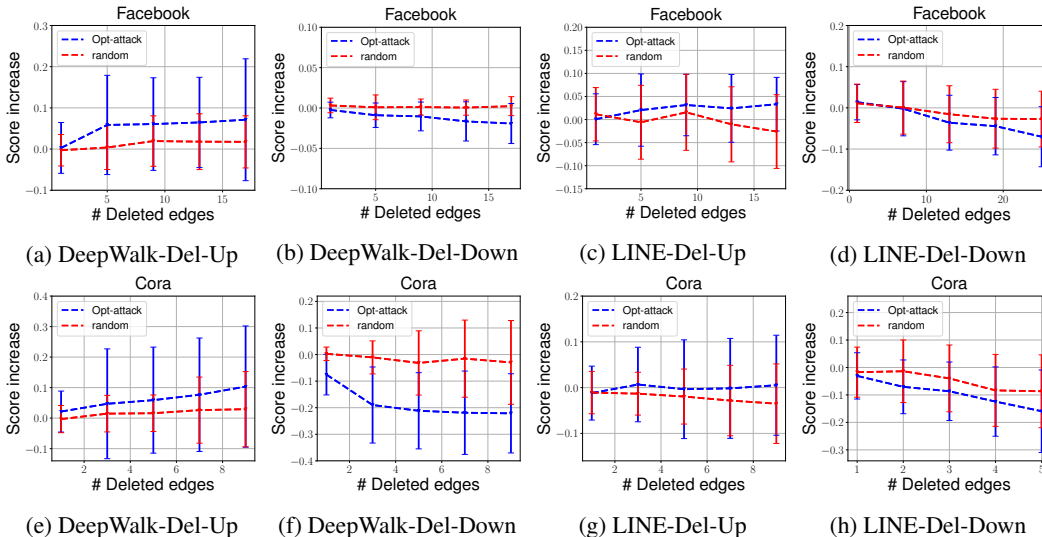 Facebook
Score increase
0.3
0.2
0.1
0.0
−0.1
Opt-attack
random
5 10 15
# Deleted edges
(a) DeepWalk-Del-Up
Facebook
Score increase
0.10
0.05
0.00
−0.05
−0.10
Opt-attack
random
5 10 15
# Deleted edges
(b) DeepWalk-Del-Down
Facebook
Score increase
0.20
0.15
0.10
0.05
0.00
−0.05
−0.10
−0.15
Opt-attack
random
5 10 15
# Deleted edges
(c) LINE-Del-Up
Facebook
Score increase
0.2
0.1
0.0
−0.1
−0.2
Opt-attack
random
0 10 20
# Deleted edges
(d) LINE-Del-Down
Cora
Score increase
0.4
0.3
0.2
0.1
0.0
−0.1
Opt-attack
random
2 4 6 8
# Deleted edges
(e) DeepWalk-Del-Up
Cora
Score increase
0.2
0.1
0.0
−0.1
−0.2
−0.3
−0.4
Opt-attack
random
2 4 6 8
# Deleted edges
(f) DeepWalk-Del-Down
Cora
Score increase
0.2
0.1
0.0
−0.1
Opt-attack
random
2 4 6 8
# Deleted edges
(g) LINE-Del-Up
Cora
Score increase
0.2
0.1
0.0
−0.1
−0.2
−0.3
Opt-attack
random
1 2 3 4 5
# Deleted edges
(h) LINE-Del-Down